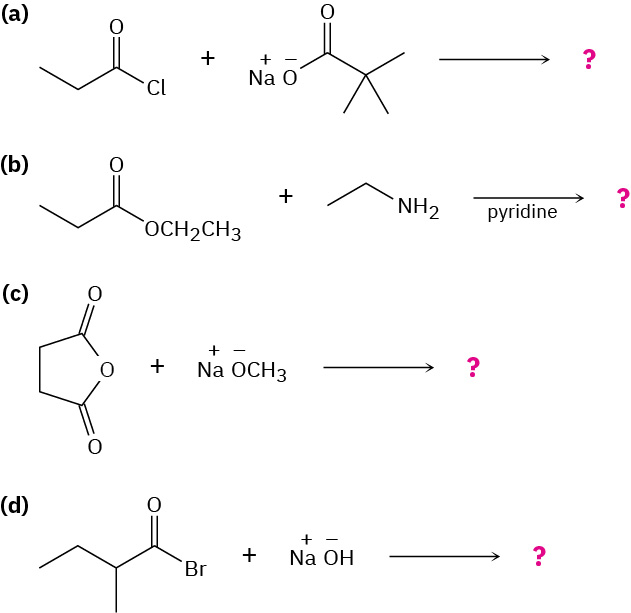 (a)
O
Cl
+
+ −
Na O
O
?
(b)
O
OCH2CH3
+
NH2
pyridine
?
(c)
O
O
O
+
+ −
Na OCH3
?
(d)
O
Br
+
+ −
Na OH
?